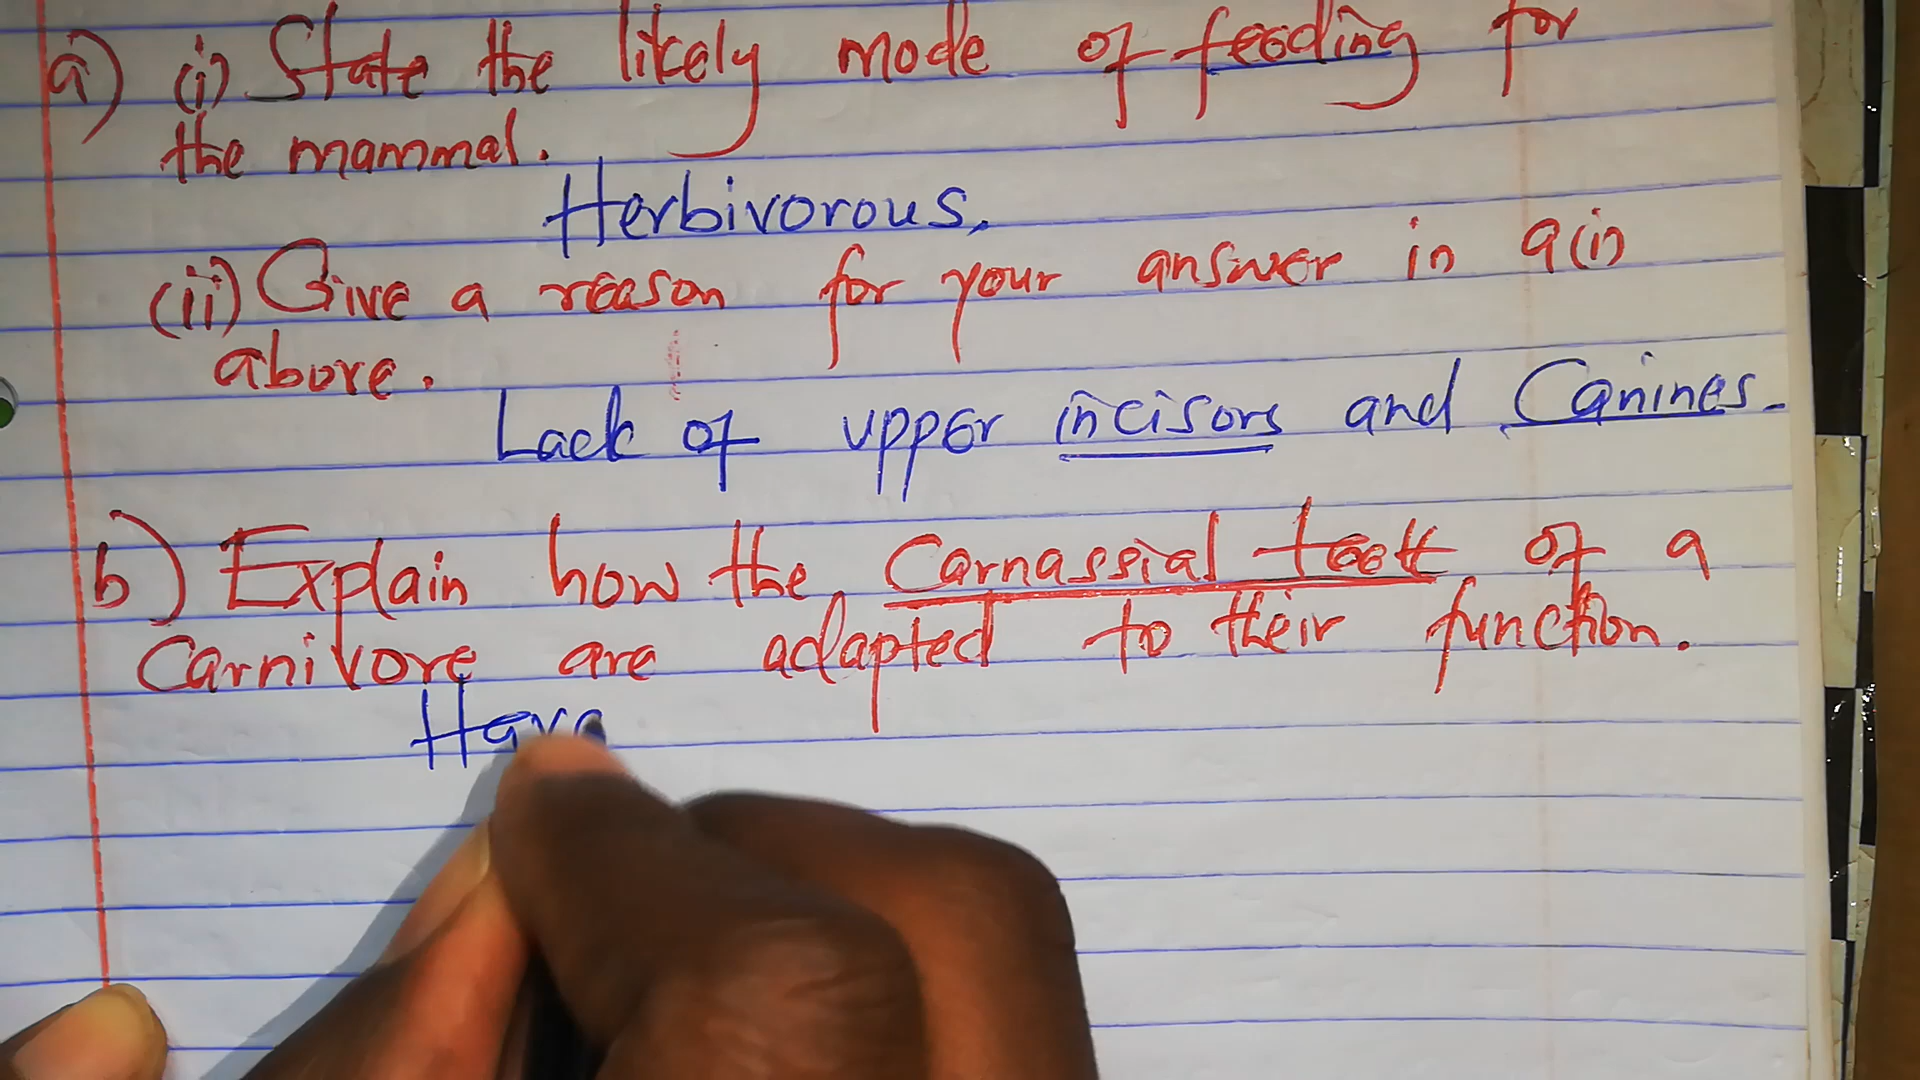 a) (i) State the likely mode of feeding for
the mammal.
Herbivorous.
(ii) Give a reason for your answer in a(i)
above.
Lack of upper incisors and Canines.
b) Explain how the Carnassial teeth of a
Carnivore are adapted to their function.
Have